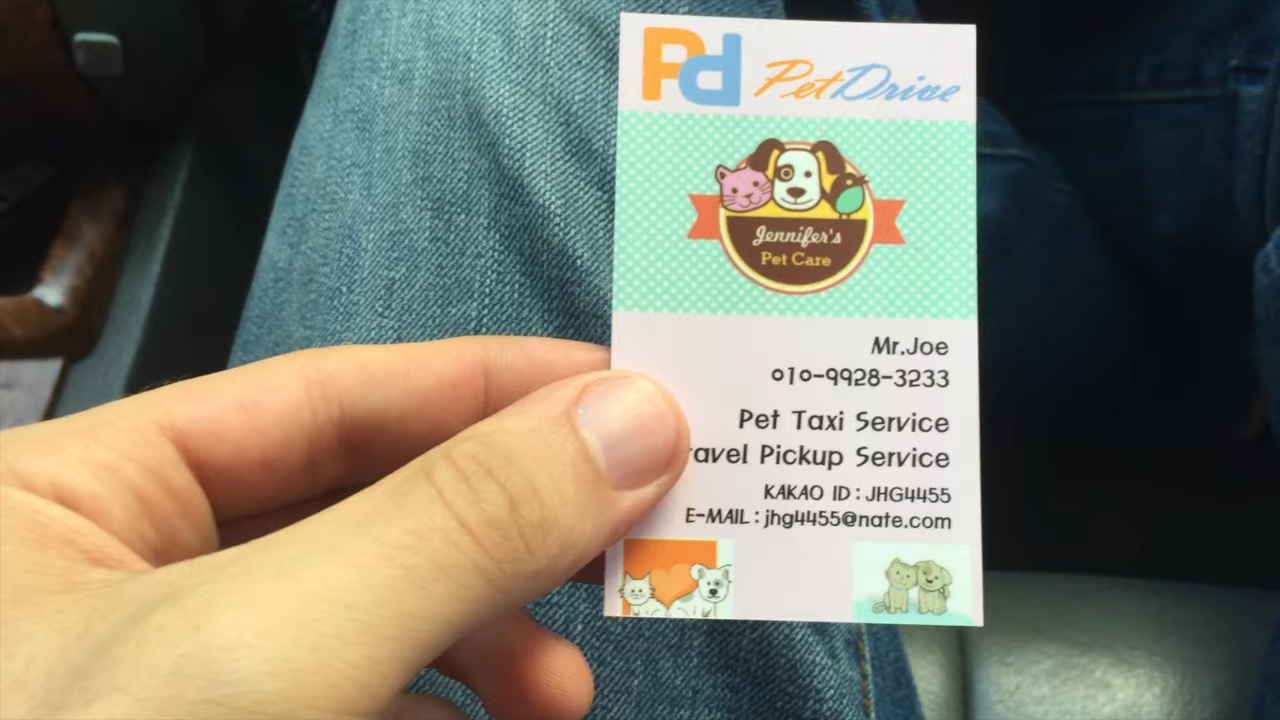 Pd PetDrive
Jennifer's
Pet Care
Mr.Joe
010-9928-3233
Pet Taxi Service
Pickup Service
KAKAO ID : JHG4455
E-MAIL : jhg4455@nate.com